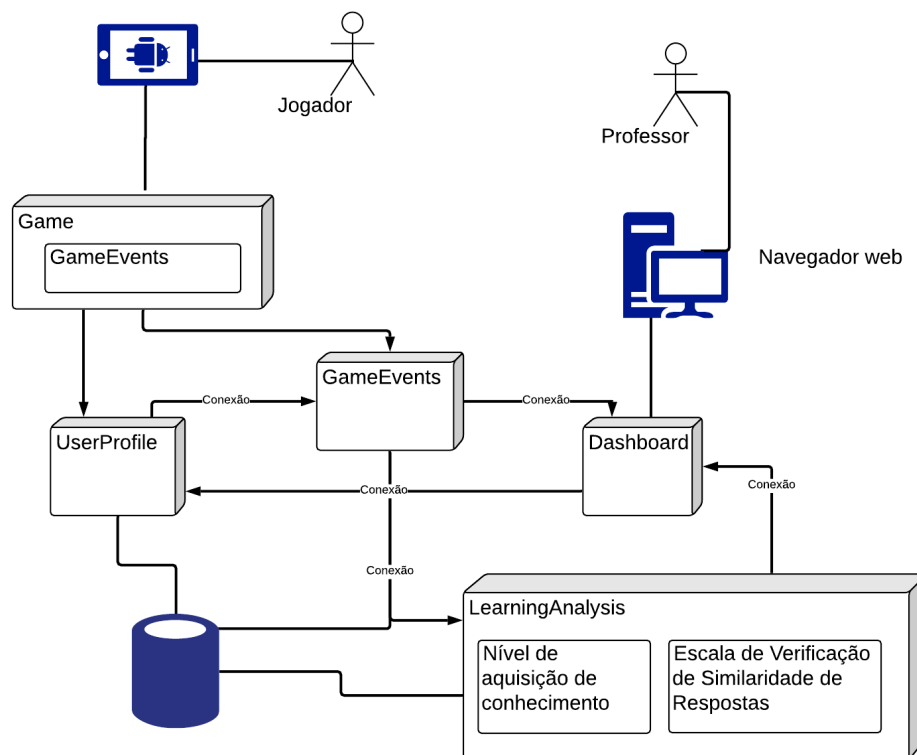 Jogador
Professor
Game
GameEvents
Navegador web
GameEvents
Conexão
Conexão
UserProfile
Dashboard
Conexão
Conexão
Conexão
LearningAnalysis
Nível de
aquisição de
conhecimento
Escala de Verificação
de Similaridade de
Respostas